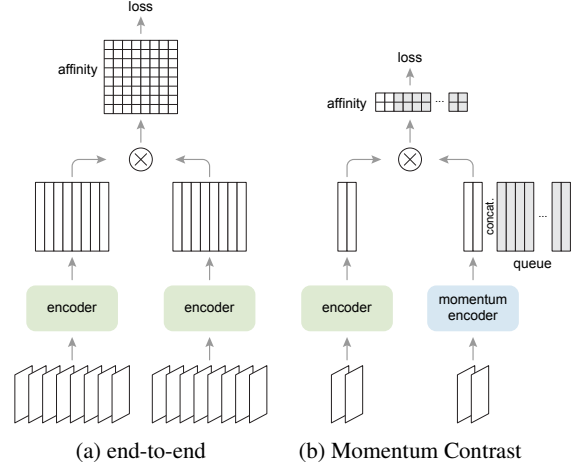 loss
affinity
encoder
encoder
(a) end-to-end
loss
affinity
...
concat.
...
queue
encoder
momentum
encoder
(b) Momentum Contrast